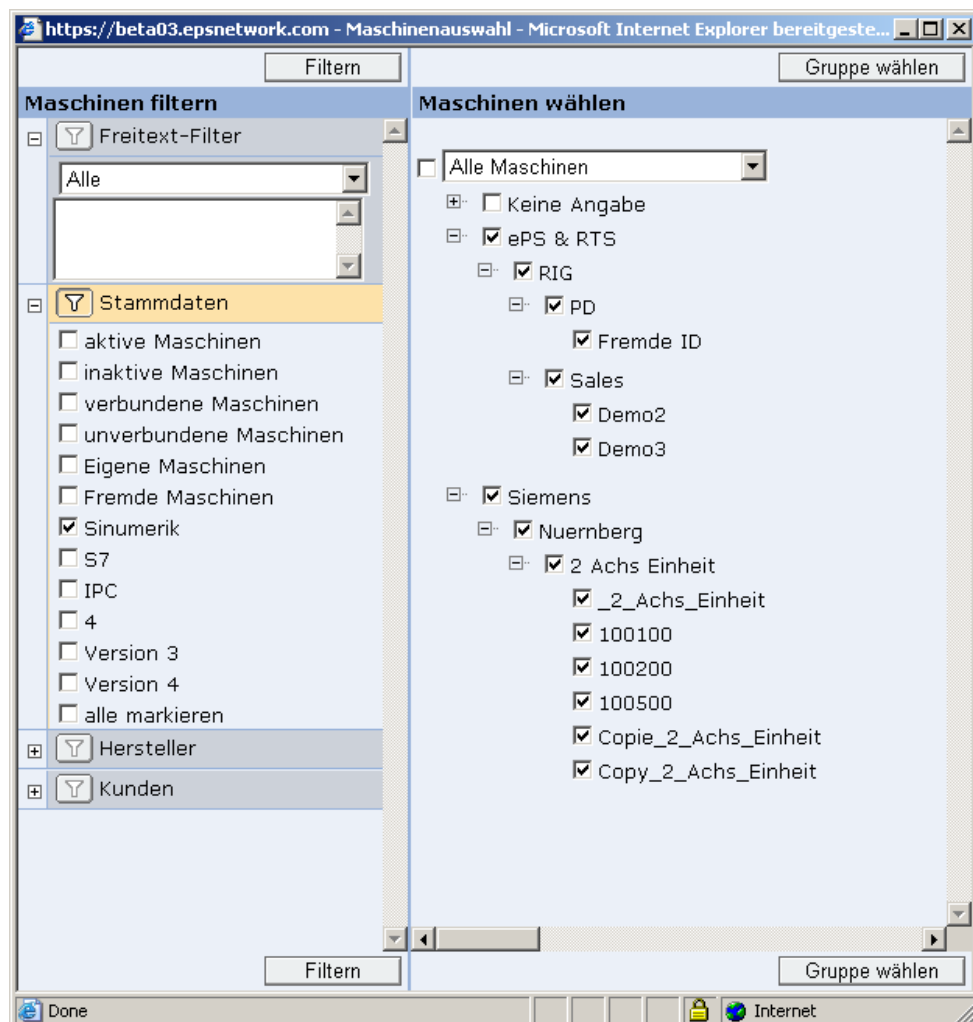 https://beta03.epsnetwork.com - Maschinenauswahl - Microsoft Internet Explorer bereitgeste...
Filtern
Gruppe wählen
Maschinen filtern
Maschinen wählen
Freitext-Filter
Alle
Stammdaten
aktive Maschinen
inaktive Maschinen
verbundene Maschinen
unverbundene Maschinen
Eigene Maschinen
Fremde Maschinen
Sinumerik
S7
IPC
4
Version 3
Version 4
alle markieren
Hersteller
Kunden
Alle Maschinen
Keine Angabe
ePS & RTS
RIG
PD
Fremde ID
Sales
Demo2
Demo3
Siemens
Nuernberg
2 Achs Einheit
_2_Achs_Einheit
100100
100200
100500
Copie_2_Achs_Einheit
Copy_2_Achs_Einheit
Filtern
Gruppe wählen
Done
Internet